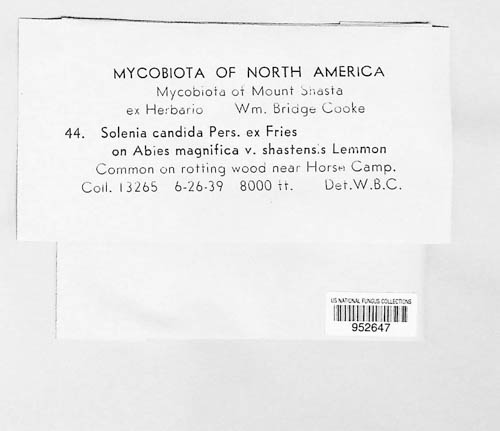 MYCOBIOTA OF NORTH AMERICA
Mycobiota of Mount Shasta
ex Herbario Wm. Bridge Cooke
44. Solenia candida Pers. ex Fries
on Abies magnifica v. shastensis Lemmon
Common on rotting wood near Horse Camp.
Coll. 13265 6-26-39 8000 ft. Det.W.B.C.
US NATIONAL FUNGUS COLLECTIONS
952647